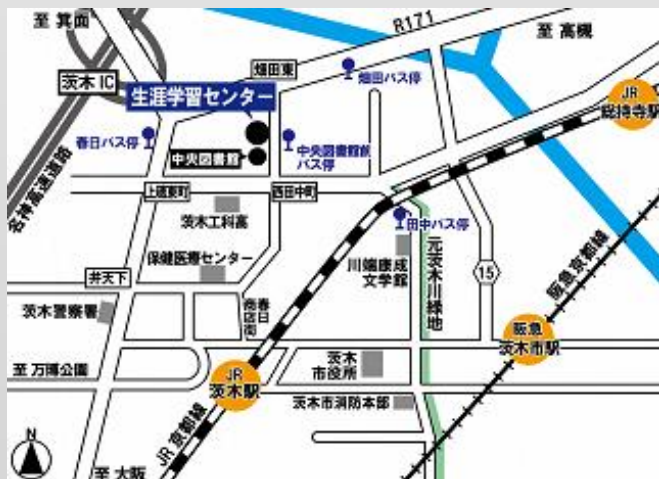 至 箕面
R171
至 高槻
茨木 IC
畑田東
畑田バス停
生涯学習センター
JR
総持寺駅
春日バス停
中央図書館
中央図書館前
バス停
名神高速道路
上穂東町
西田中町
茨木工科高
田中バス停
保健医療センター
川端康成
文学館
元茨木川緑地
15
阪急京都線
井天下
春日
商店街
茨木警察署
阪急
茨木市駅
至 万博公園
JR
茨木駅
茨木
市役所
茨木市消防本部
JR 京都線
N
至 大阪